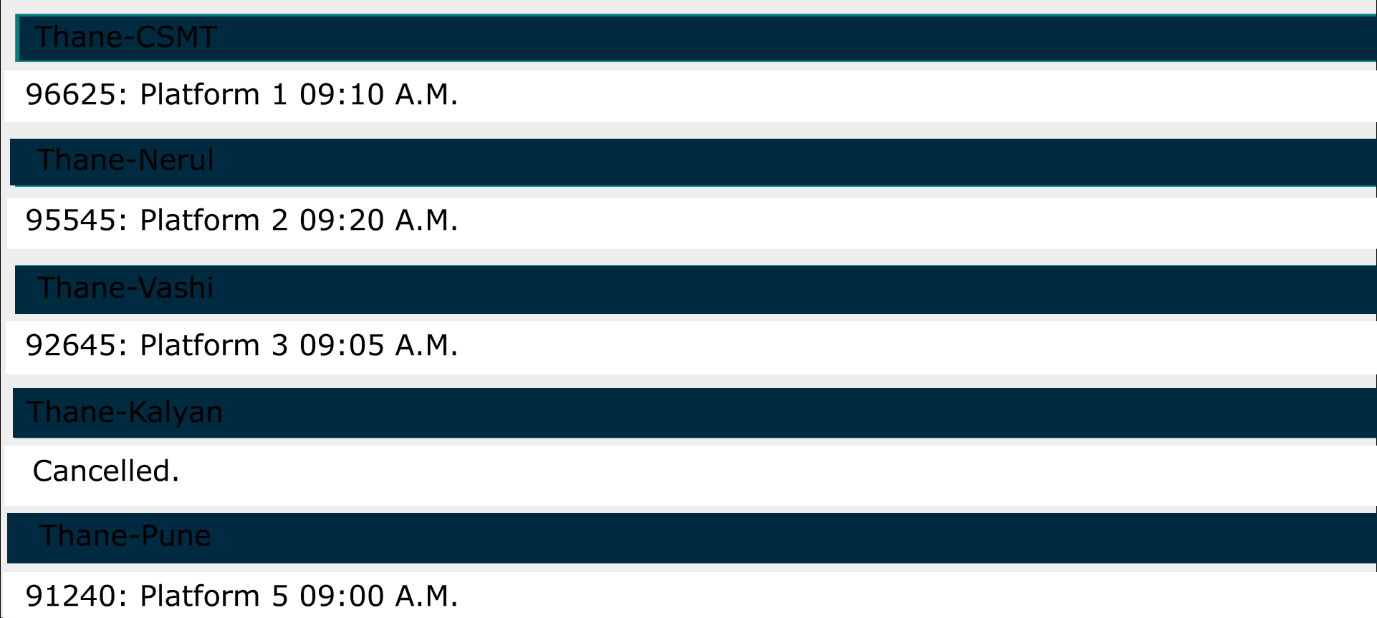 Thane-CSMT
96625: Platform 1 09:10 A.M.
Thane-Nerul
95545: Platform 2 09:20 A.M.
Thane-Vashi
92645: Platform 3 09:05 A.M.
Thane-Kalyan
Cancelled.
Thane-Pune
91240: Platform 5 09:00 A.M.